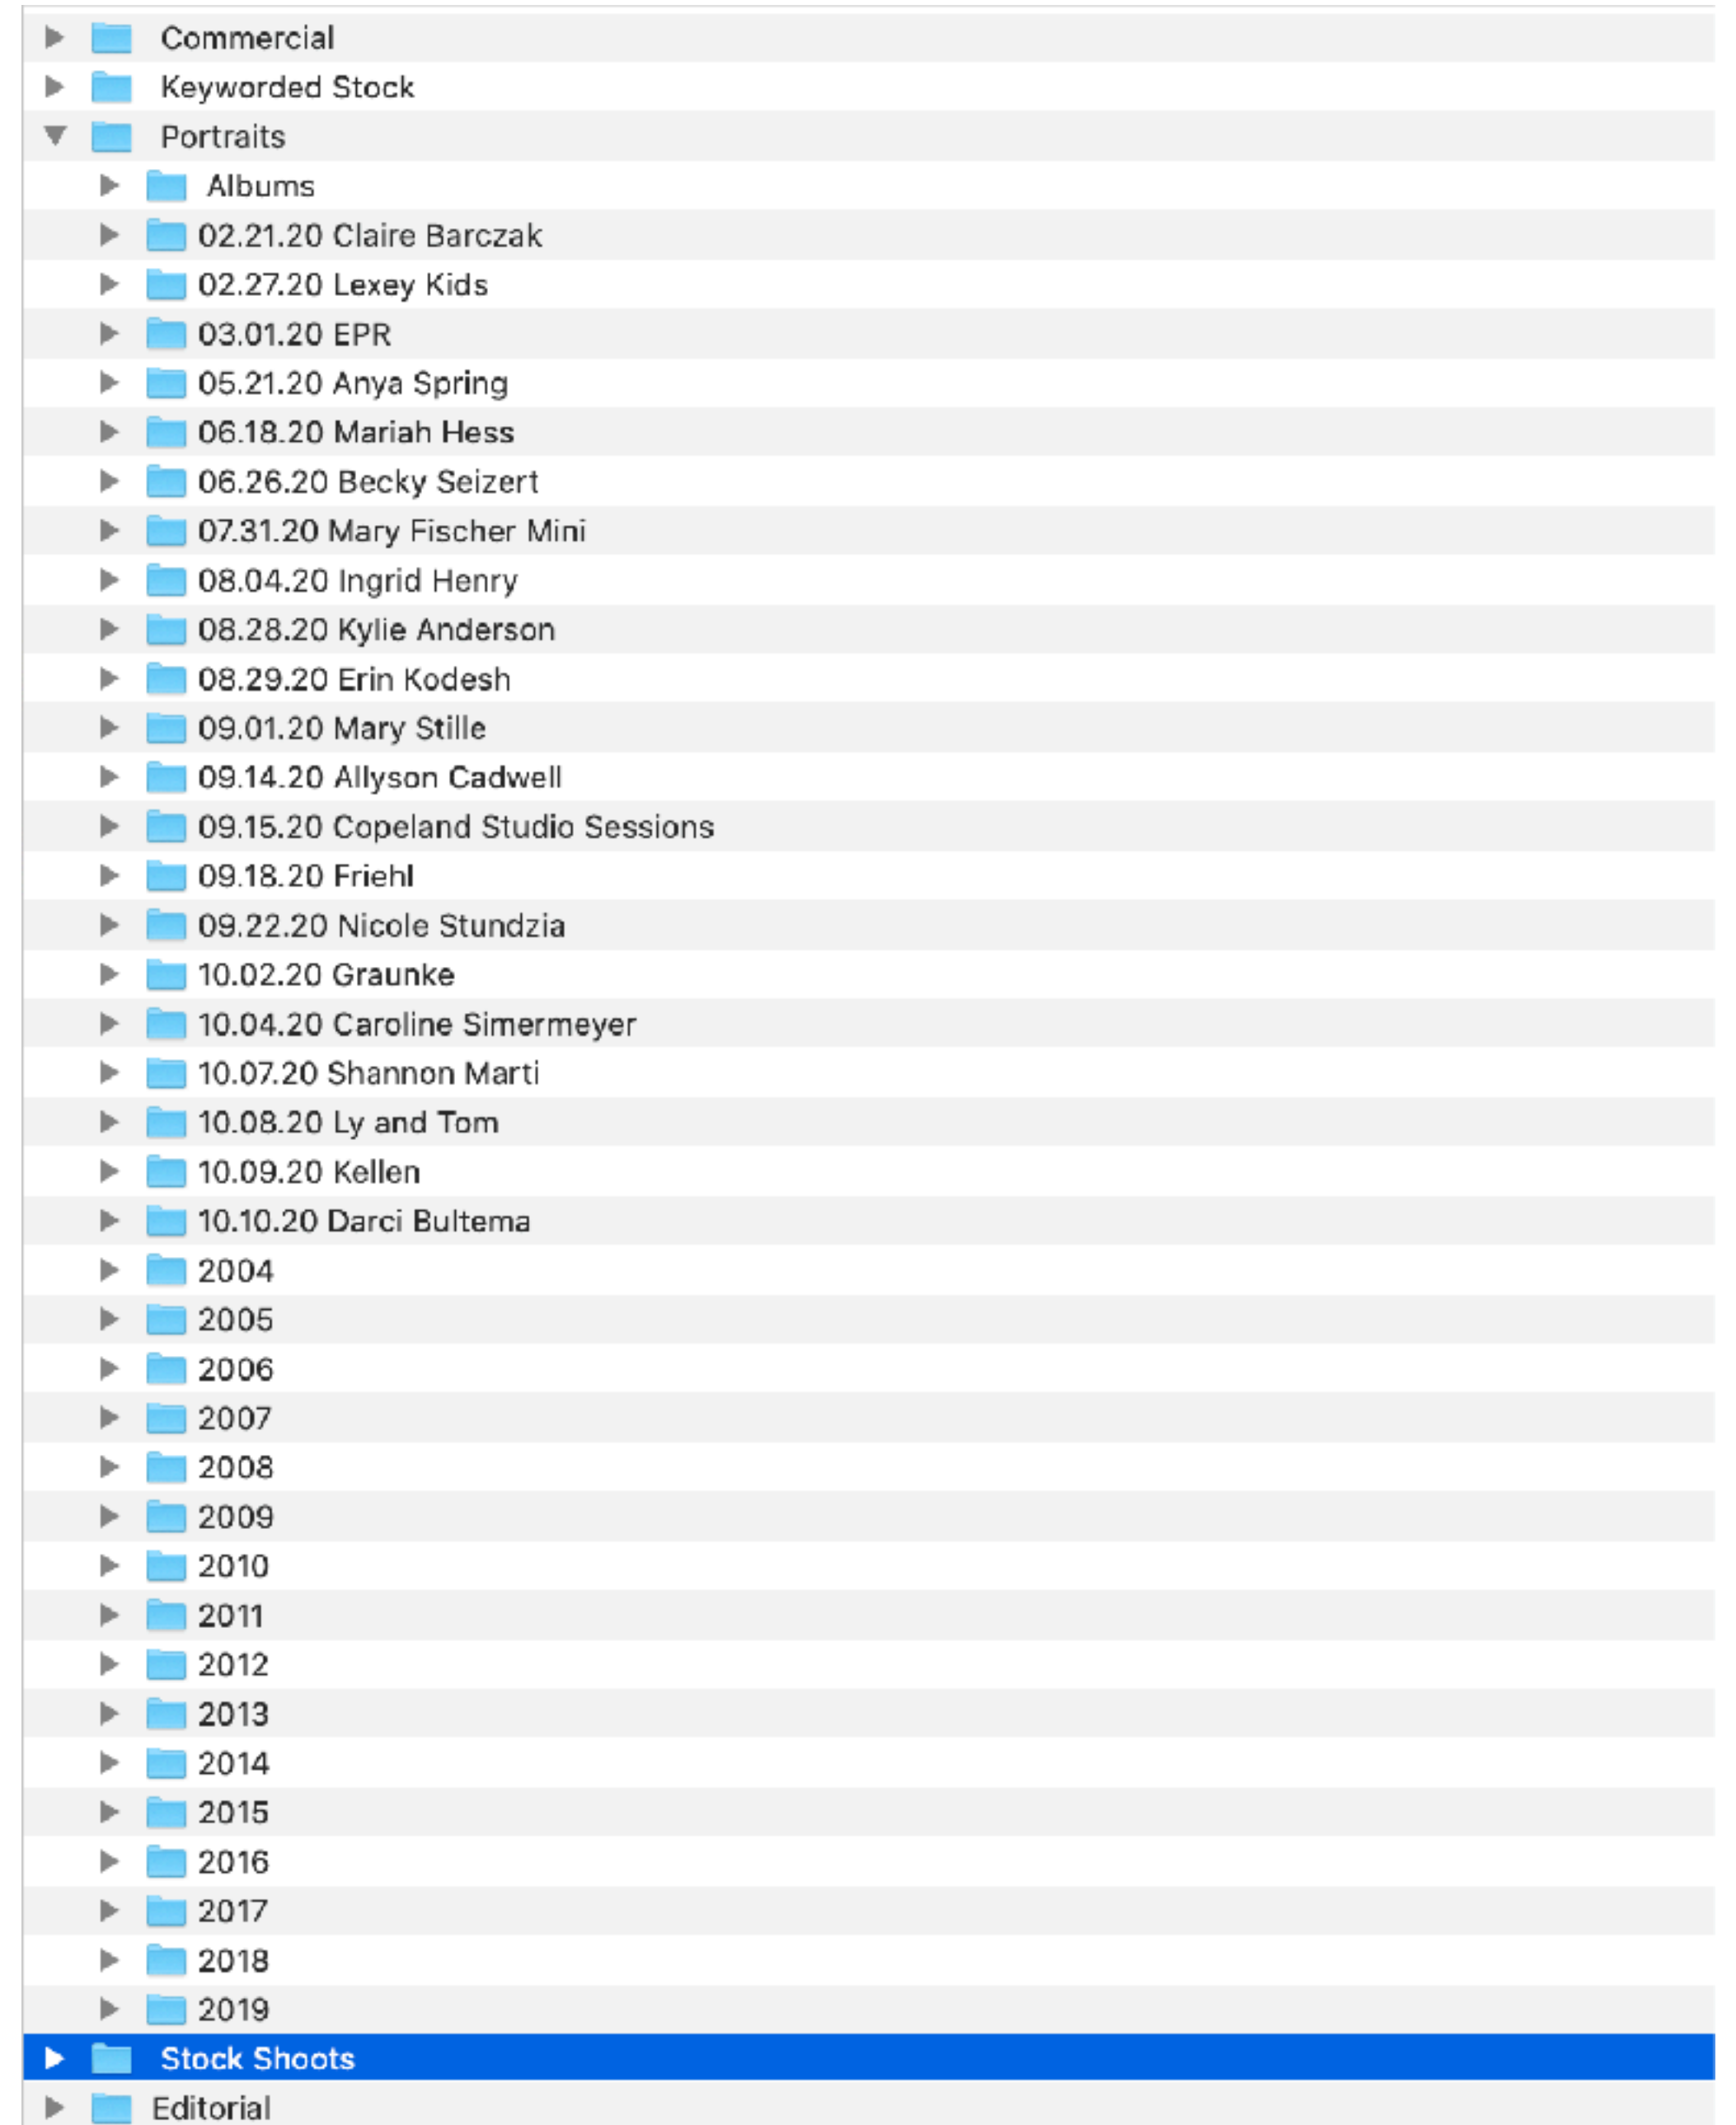 Commercial
Keyworded Stock
Portraits
Albums
02.21.20 Claire Barczak
02.27.20 Lexey Kids
03.01.20 EPR
05.21.20 Anya Spring
06.18.20 Mariah Hess
06.26.20 Becky Seizert
07.31.20 Mary Fischer Mini
08.04.20 Ingrid Henry
08.28.20 Kylie Anderson
08.29.20 Erin Kodesh
09.01.20 Mary Stille
09.14.20 Allyson Cadwell
09.15.20 Copeland Studio Sessions
09.18.20 Friehl
09.22.20 Nicole Stundzia
10.02.20 Graunke
10.04.20 Caroline Simermeyer
10.07.20 Shannon Marti
10.08.20 Ly and Tom
10.09.20 Kellen
10.10.20 Darci Bultema
2004
2005
2006
2007
2008
2009
2010
2011
2012
2013
2014
2015
2016
2017
2018
2019
Stock Shoots
Editorial